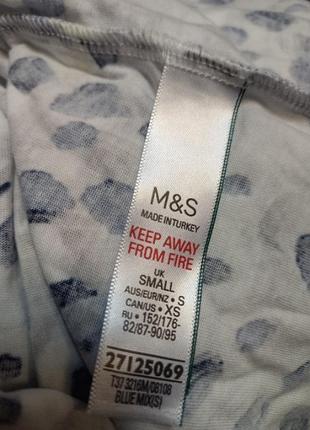 M&S
MADE IN TURKEY
KEEP AWAY
FROM FIRE
UK
SMALL
AUS/EUR/NZ • S
CAN/US • XS
RU • 152/176-
82/87-90/95
27125069
T37 3216M/08108
BLUE MIX(S)